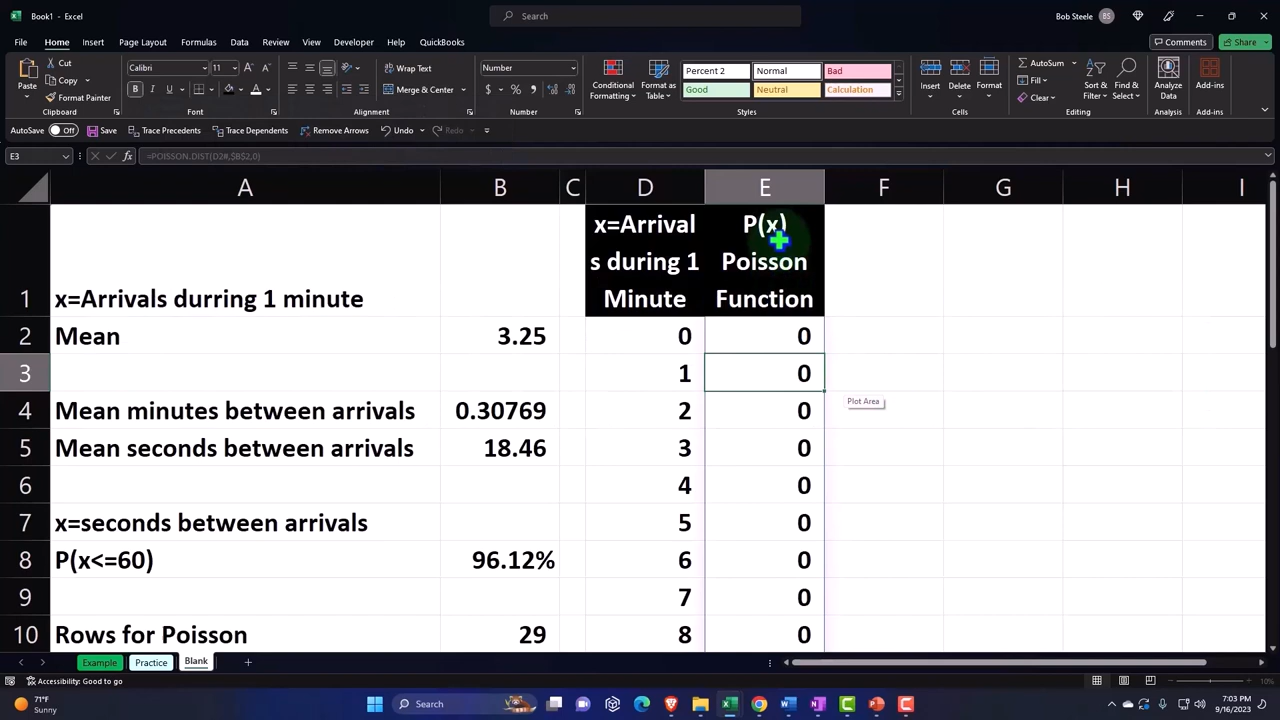 Book1 - Excel
Search
Bob Steele BS
File Home Insert Page Layout Formulas Data Review View Developer Help QuickBooks
Comments Share
Paste
Cut
Copy
Format Painter
Clipboard
Calibri 11
B I U
Font
Wrap Text
Merge & Center
Alignment
Number
$ % 9
Number
Conditional Formatting
Format as Table
Percent 2 Normal Bad
Good Neutral Calculation
Styles
Insert Delete Format
Cells
AutoSum
Fill
Clear
Sort & Filter
Find & Select
Editing
Analyze Data
Analysis
Add-ins
Add-ins
AutoSave Off Save Trace Precedents Trace Dependents Remove Arrows Undo Redo
E3 fx =POISSON.DIST(D2#,$B$2,0)
A B C D E F G H I
x=Arrival
s during 1
Minute
P(x)
Poisson
Function
1 x=Arrivals durring 1 minute
2 Mean 3.25 0 0
3 1 0
Plot Area
4 Mean minutes between arrivals 0.30769 2 0
5 Mean seconds between arrivals 18.46 3 0
6 4 0
7 x=seconds between arrivals 5 0
8 P(x<=60) 96.12% 6 0
9 7 0
10 Rows for Poisson 29 8 0
Example Practice Blank
Accessibility: Good to go
10%
71°F
Sunny
Search
7:03 PM
9/16/2023